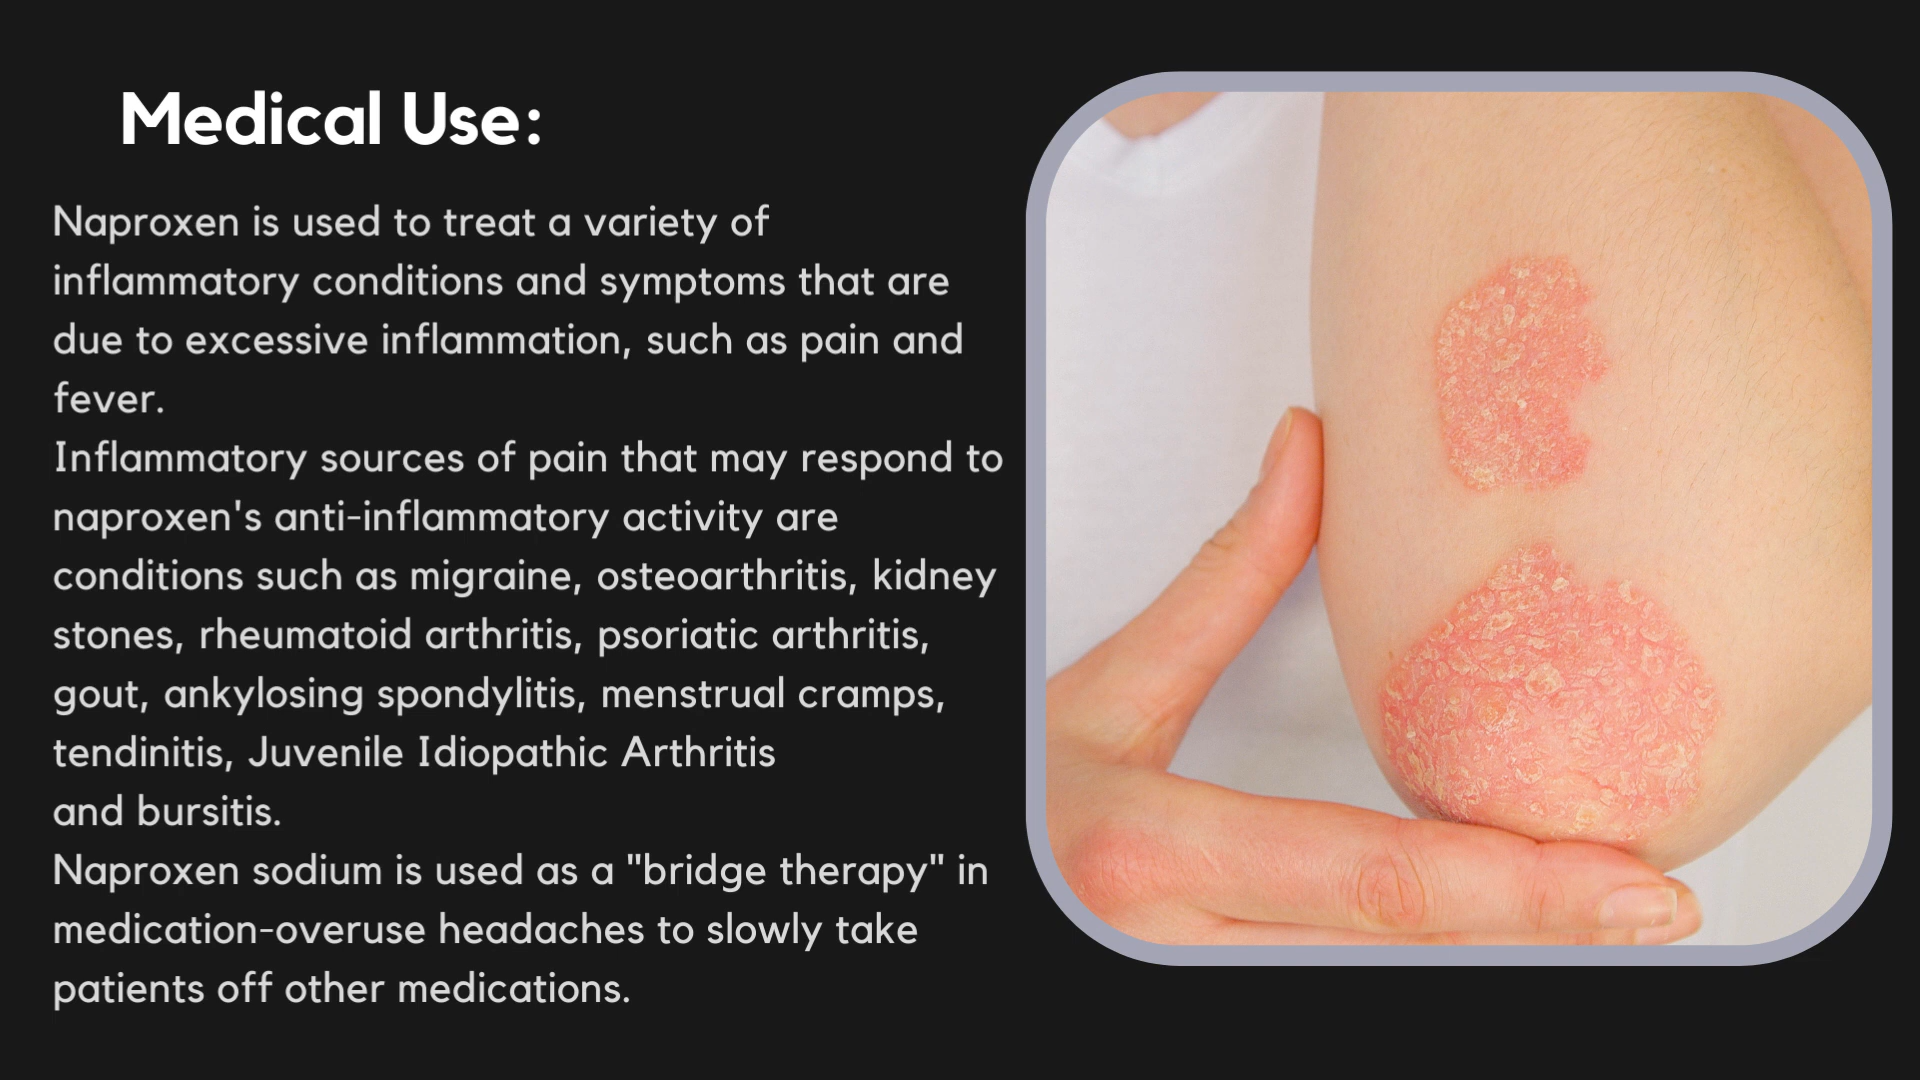 Medical Use:
Naproxen is used to treat a variety of
inflammatory conditions and symptoms that are
due to excessive inflammation, such as pain and
fever.
Inflammatory sources of pain that may respond to
naproxen's anti-inflammatory activity are
conditions such as migraine, osteoarthritis, kidney
stones, rheumatoid arthritis, psoriatic arthritis,
gout, ankylosing spondylitis, menstrual cramps,
tendinitis, Juvenile Idiopathic Arthritis
and bursitis.
Naproxen sodium is used as a "bridge therapy" in
medication-overuse headaches to slowly take
patients off other medications.